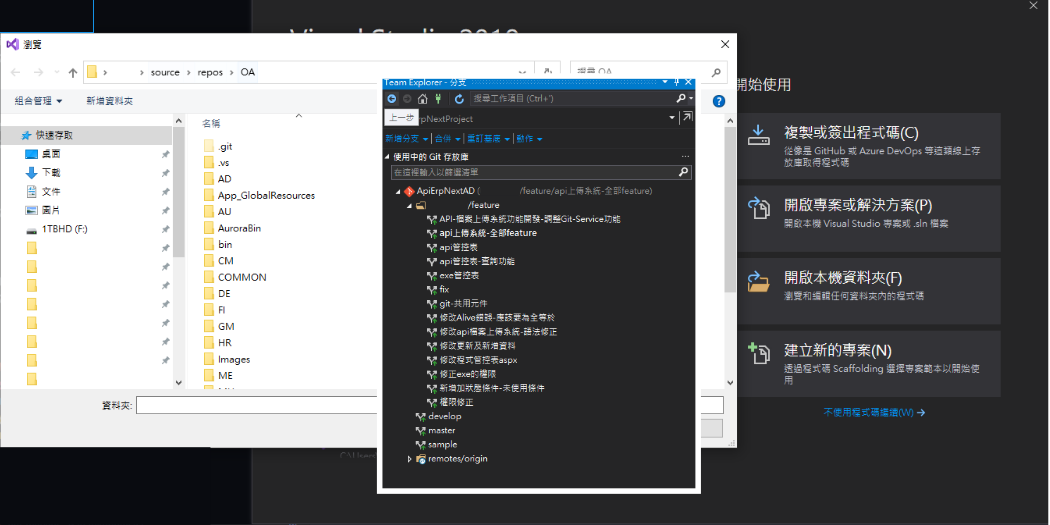 Visual Studio 2019
瀏覽
source › repos › OA
搜尋 OA
組合管理
新增資料夾
快速存取
桌面
下載
文件
圖片
1TBHD (F:)
名稱
.git
.vs
AD
App_GlobalResources
AU
AuroraBin
bin
CM
COMMON
DE
FI
GM
HR
Images
ME
資料夾:
Team Explorer - 分支
搜尋工作項目 (Ctrl+')
上一步
rpNextProject
新增分支
合併
重訂基底
動作
使用中的 Git 存放庫
在這裡輸入以篩選清單
ApiErpNextAD ( /feature/api上傳系統-全部feature)
/feature
API-檔案上傳系統功能開發-調整Git-Service功能
api上傳系統-全部feature
api管控表
api管控表-查詢功能
exe管控表
fix
git-共用元件
修改Alive錯誤-應該要為全等於
修改api檔案上傳系統-語法修正
修改更新及新增資料
修改程式管控表aspx
修正exe的權限
新增加狀態條件-未使用條件
權限修正
develop
master
sample
remotes/origin
開始使用
複製或簽出程式碼(C)
從像是 GitHub 或 Azure DevOps 等這類線上存
放庫取得程式碼
開啟專案或解決方案(P)
開啟本機 Visual Studio 專案或 .sln 檔案
開啟本機資料夾(F)
瀏覽和編輯任何資料夾內的程式碼
建立新的專案(N)
透過程式碼 Scaffolding 選擇專案範本以開始使
用
不使用程式碼繼續(W)